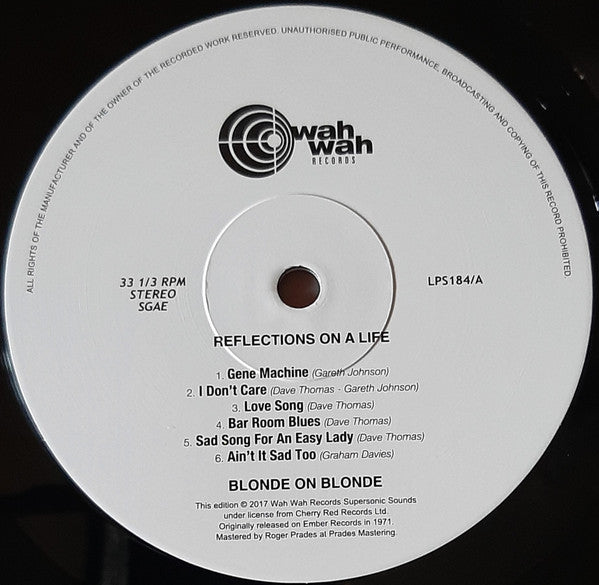 ALL RIGHTS OF THE MANUFACTURER AND OF THE OWNER OF THE RECORDED WORK RESERVED. UNAUTHORISED PUBLIC PERFORMANCE, BROADCASTING AND COPYING OF THIS RECORD PROHIBITED.
wah
wah
RECORDS
33 1/3 RPM
STEREO
SGAE
LPS184/A
REFLECTIONS ON A LIFE
1. Gene Machine (Gareth Johnson)
2. I Don't Care (Dave Thomas - Gareth Johnson)
3. Love Song (Dave Thomas)
4. Bar Room Blues (Dave Thomas)
5. Sad Song For An Easy Lady (Dave Thomas)
6. Ain't It Sad Too (Graham Davies)
BLONDE ON BLONDE
This edition © 2017 Wah Wah Records Supersonic Sounds
under license from Cherry Red Records Ltd.
Originally released on Ember Records in 1971.
Mastered by Roger Prades at Prades Mastering.